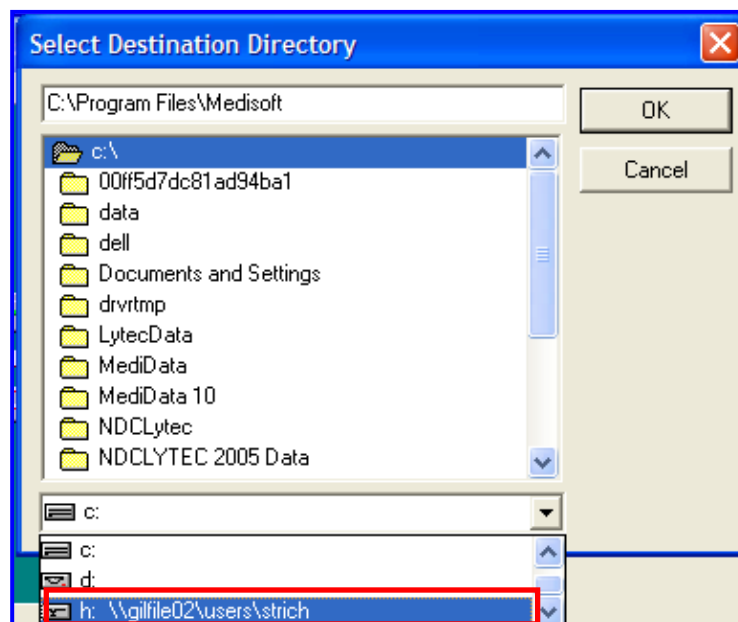 Select Destination Directory
C:\Program Files\Medisoft
OK
c:\
Cancel
00ff5d7dc81ad94ba1
data
dell
Documents and Settings
drvrtmp
LytecData
MediData
MediData 10
NDCLytec
NDCLYTEC 2005 Data
c:
c:
d:
h: \\gilfile02\users\strich